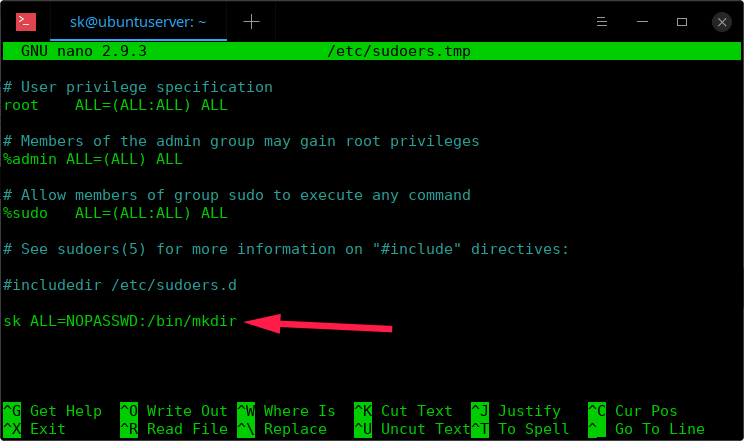 sk@ubuntuserver: ~
GNU nano 2.9.3 /etc/sudoers.tmp
# User privilege specification
root    ALL=(ALL:ALL) ALL
# Members of the admin group may gain root privileges
%admin ALL=(ALL) ALL
# Allow members of group sudo to execute any command
%sudo   ALL=(ALL:ALL) ALL
# See sudoers(5) for more information on "#include" directives:
#includedir /etc/sudoers.d
sk ALL=NOPASSWD:/bin/mkdir
^G Get Help  ^O Write Out ^W Where Is  ^K Cut Text  ^J Justify   ^C Cur Pos
^X Exit      ^R Read File ^\ Replace   ^U Uncut Text^T To Spell  ^_ Go To Line